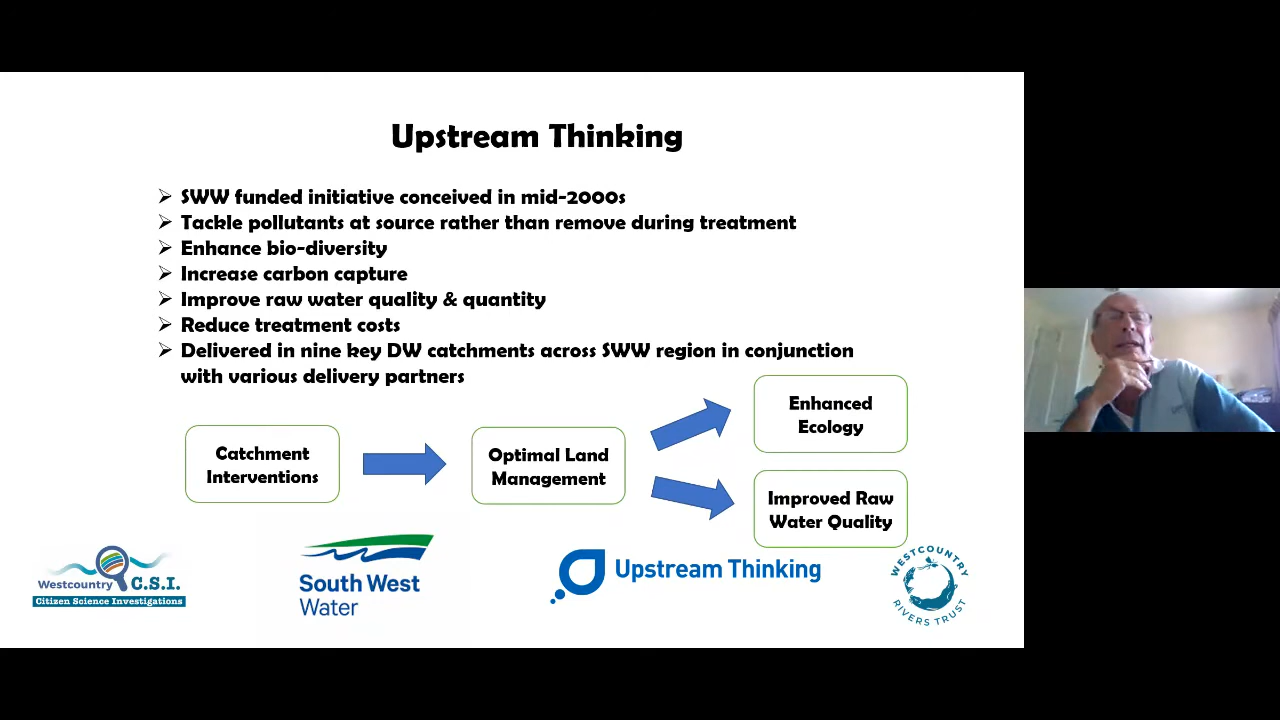 Upstream Thinking
SWW funded initiative conceived in mid-2000s
Tackle pollutants at source rather than remove during treatment
Enhance bio-diversity
Increase carbon capture
Improve raw water quality & quantity
Reduce treatment costs
Delivered in nine key DW catchments across SWW region in conjunction
with various delivery partners
Catchment
Interventions
Optimal Land
Management
Enhanced
Ecology
Improved Raw
Water Quality
Westcountry C.S.I.
Citizen Science Investigations
South West
Water
Upstream Thinking
WESTCOUNTRY
RIVERS TRUST